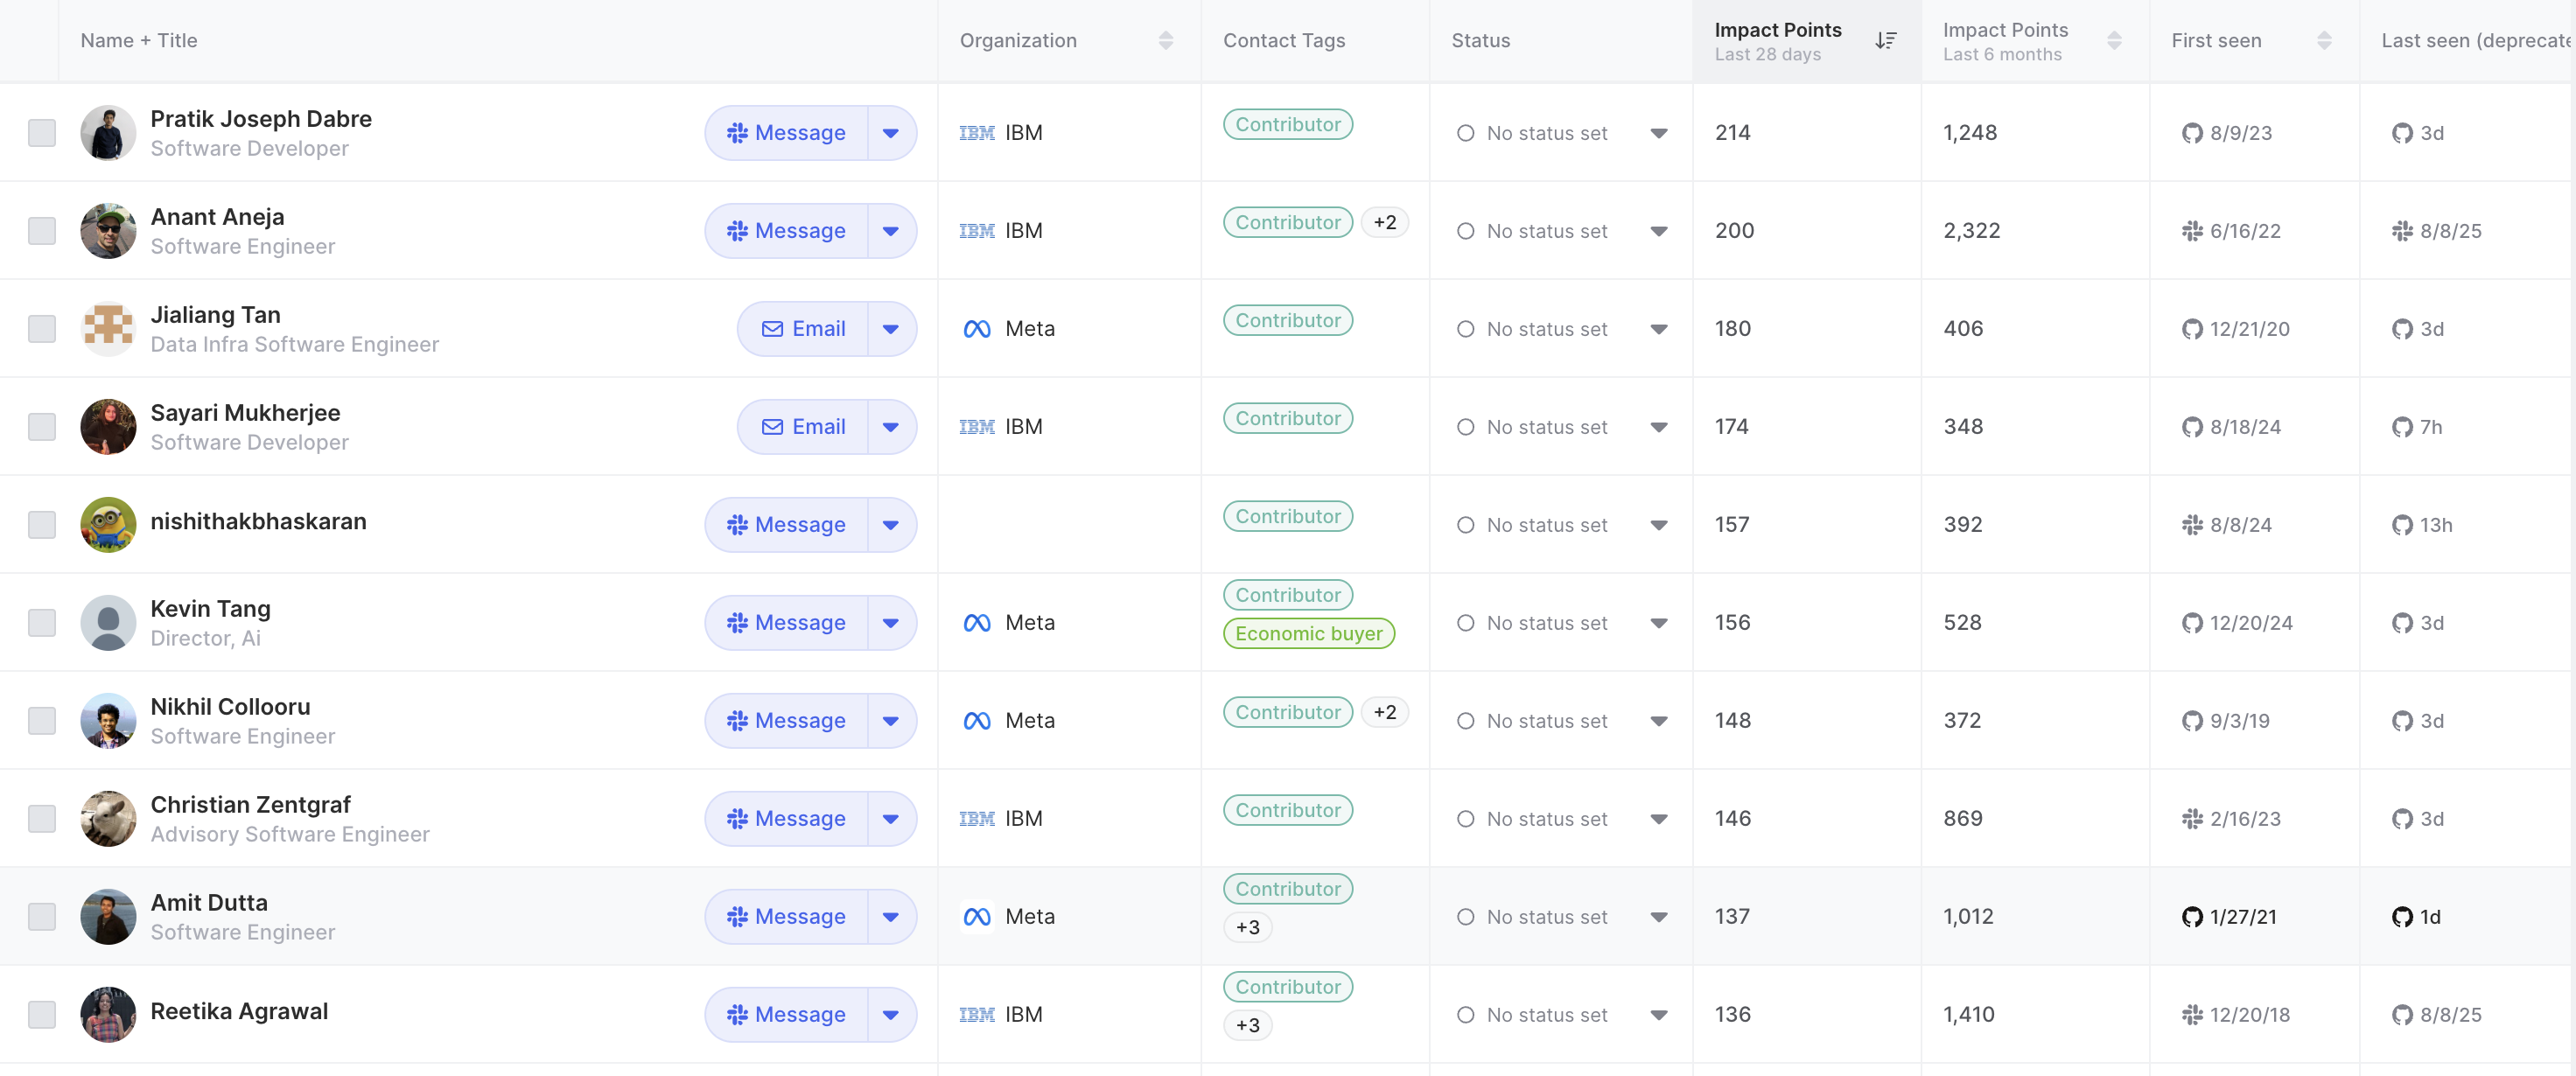 Name + Title
Organization
Contact Tags
Status
Impact Points
Last 28 days
Impact Points
Last 6 months
First seen
Last seen (deprecate
Pratik Joseph Dabre
Software Developer
Message
IBM IBM
Contributor
No status set
214
1,248
8/9/23
3d
Anant Aneja
Software Engineer
Message
IBM IBM
Contributor +2
No status set
200
2,322
6/16/22
8/8/25
Jialiang Tan
Data Infra Software Engineer
Email
Meta
Contributor
No status set
180
406
12/21/20
3d
Sayari Mukherjee
Software Developer
Email
IBM IBM
Contributor
No status set
174
348
8/18/24
7h
nishithakbhaskaran
Message
Contributor
No status set
157
392
8/8/24
13h
Kevin Tang
Director, Ai
Message
Meta
Contributor
Economic buyer
No status set
156
528
12/20/24
3d
Nikhil Collooru
Software Engineer
Message
Meta
Contributor +2
No status set
148
372
9/3/19
3d
Christian Zentgraf
Advisory Software Engineer
Message
IBM IBM
Contributor
No status set
146
869
2/16/23
3d
Amit Dutta
Software Engineer
Message
Meta
Contributor
+3
No status set
137
1,012
1/27/21
1d
Reetika Agrawal
Message
IBM IBM
Contributor
+3
No status set
136
1,410
12/20/18
8/8/25